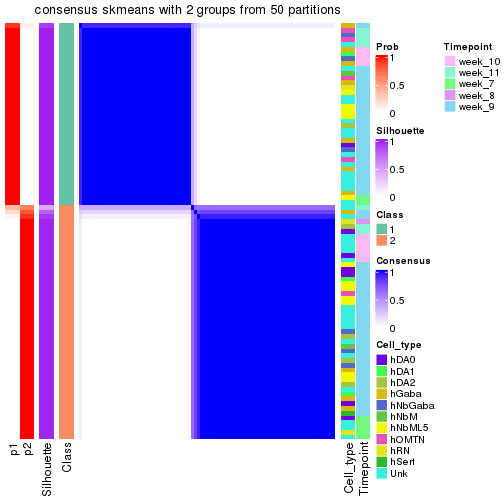 consensus skmeans with 2 groups from 50 partitions
Prob
1
0.5
0
Silhouette
1
0.5
0
Class
1
2
Consensus
1
0.5
0
Cell_type
hDA0
hDA1
hDA2
hGaba
hNbGaba
hNbM
hNbML5
hOMTN
hRN
hSert
Unk
Timepoint
week_10
week_11
week_7
week_8
week_9
p1
p2
Silhouette
Class
Cell_type
Timepoint